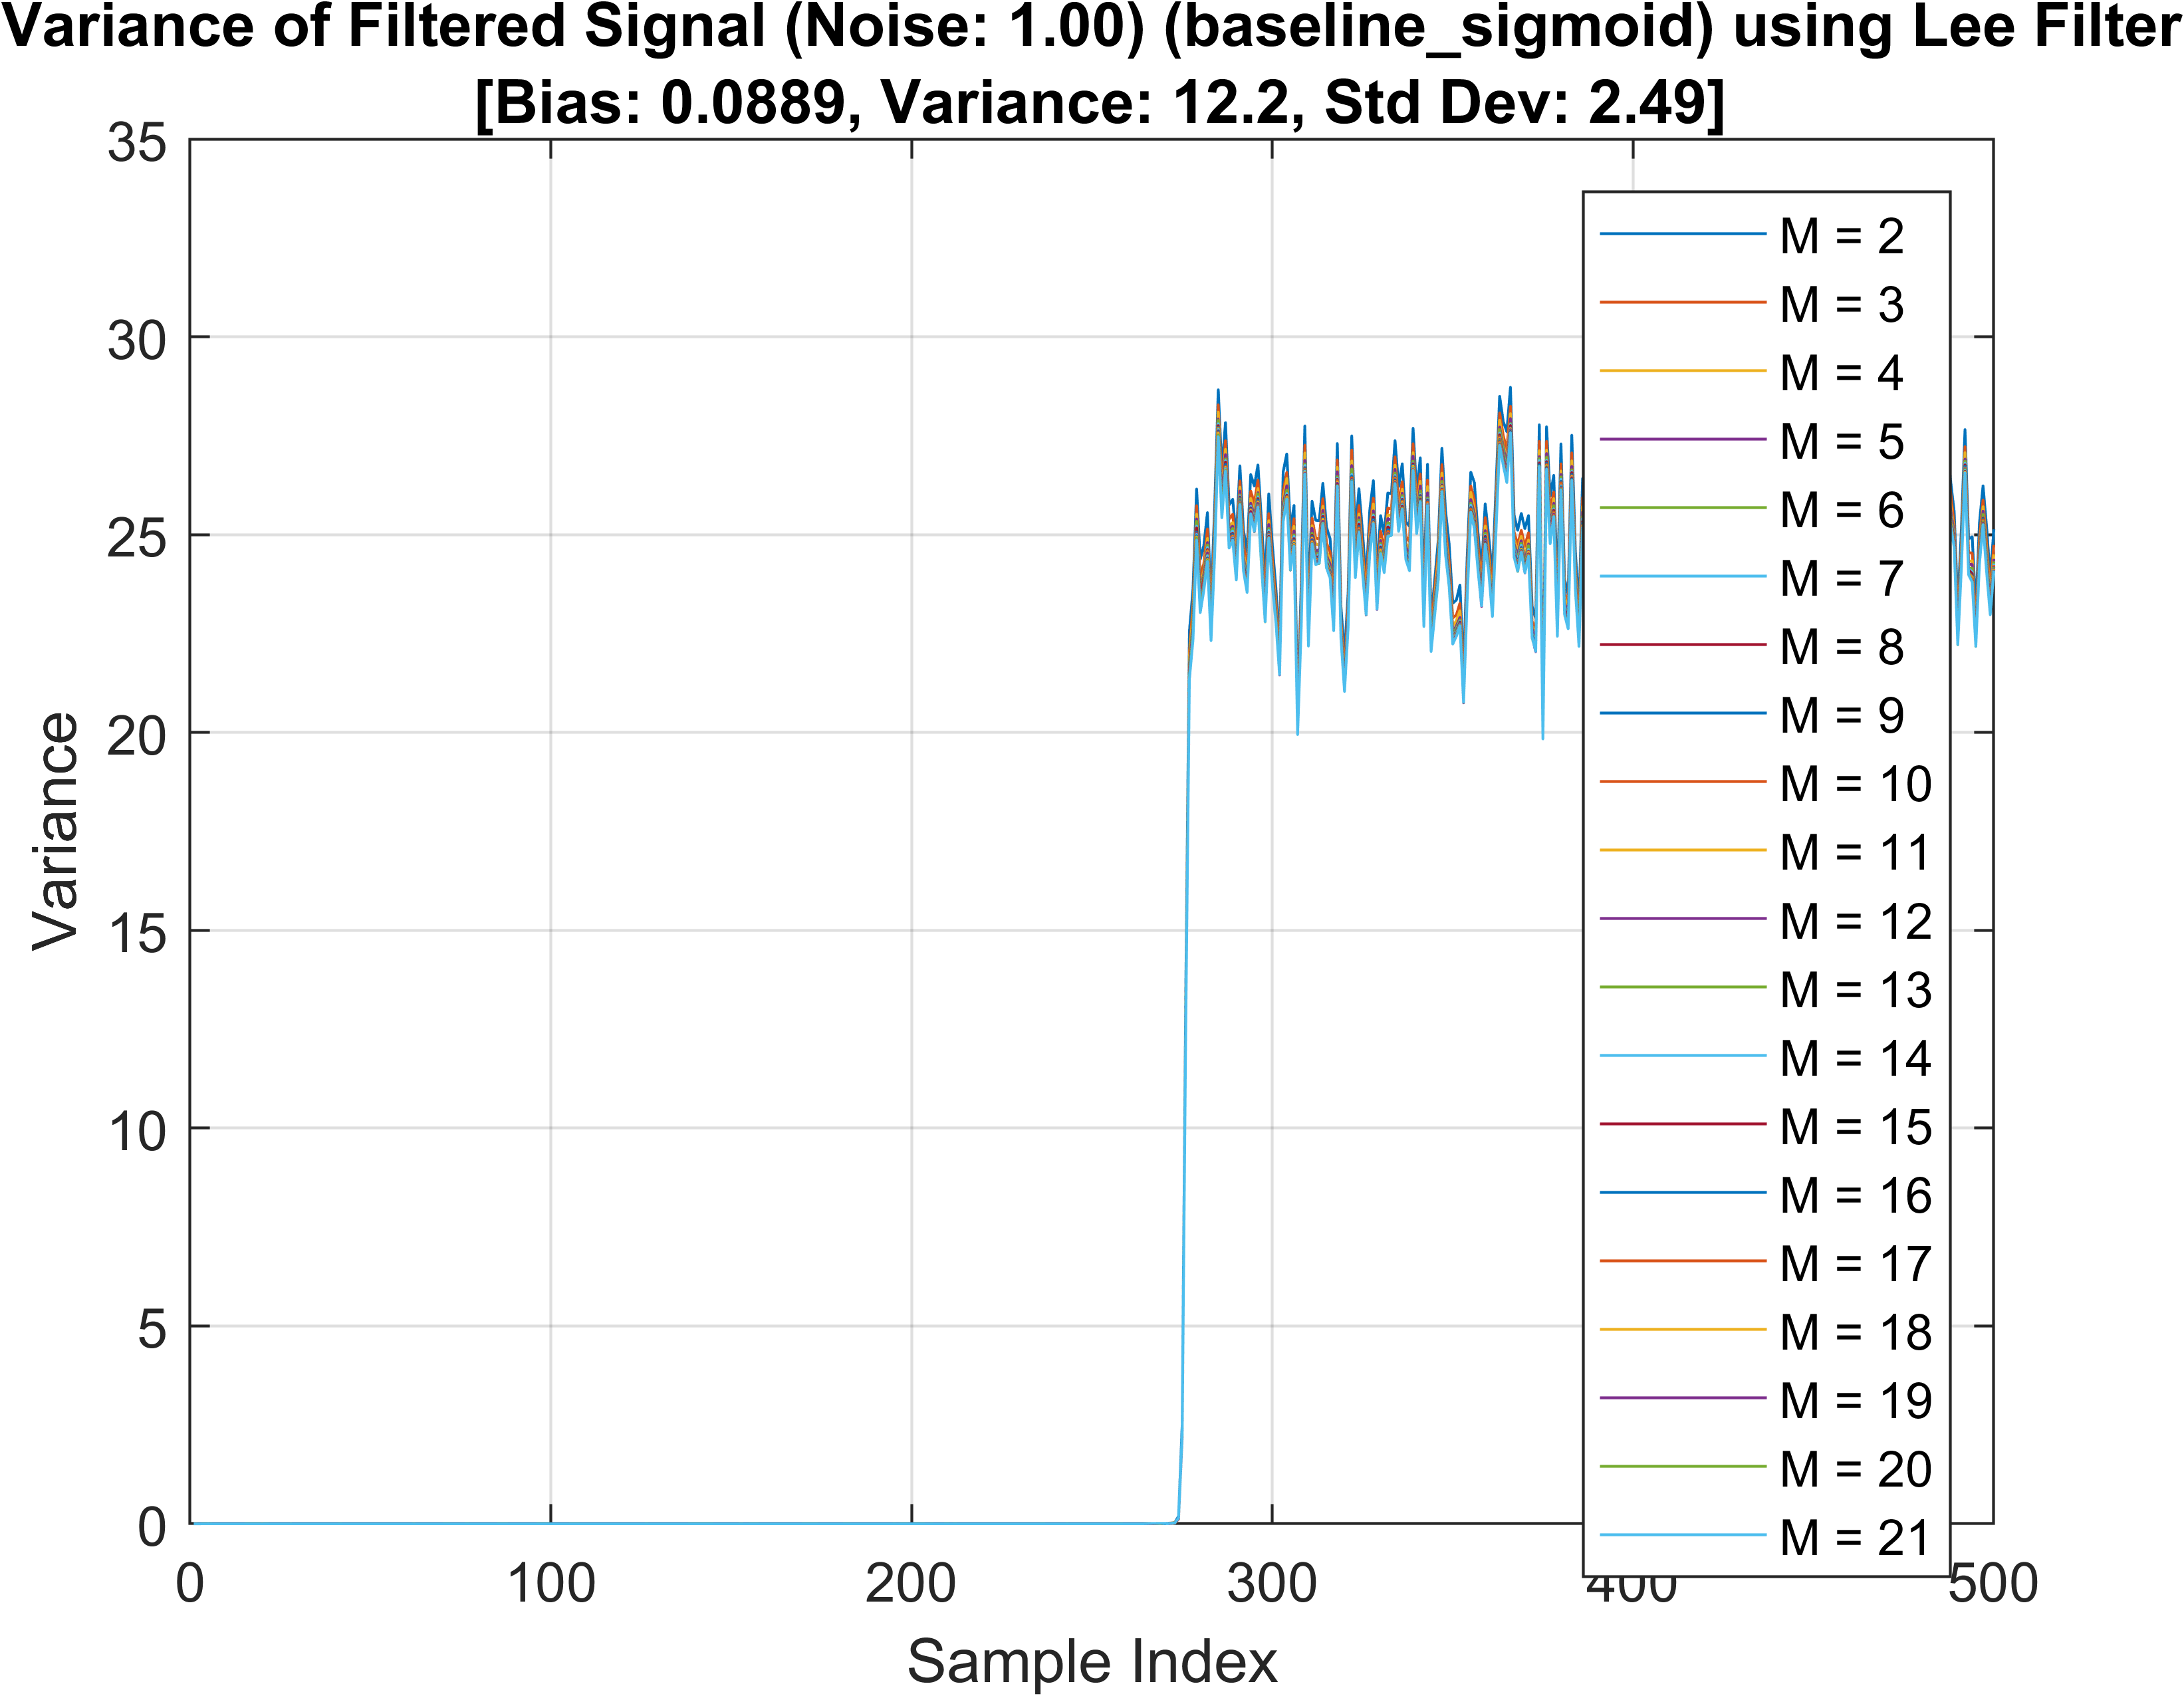 Variance of Filtered Signal (Noise: 1.00) (baseline_sigmoid) using Lee Filter
[Bias: 0.0889, Variance: 12.2, Std Dev: 2.49]
35
30
25
20
15
10
5
0
Variance
M = 2
M = 3
M = 4
M = 5
M = 6
M = 7
M = 8
M = 9
M = 10
M = 11
M = 12
M = 13
M = 14
M = 15
M = 16
M = 17
M = 18
M = 19
M = 20
M = 21
0 100 200 300 400 500
Sample Index